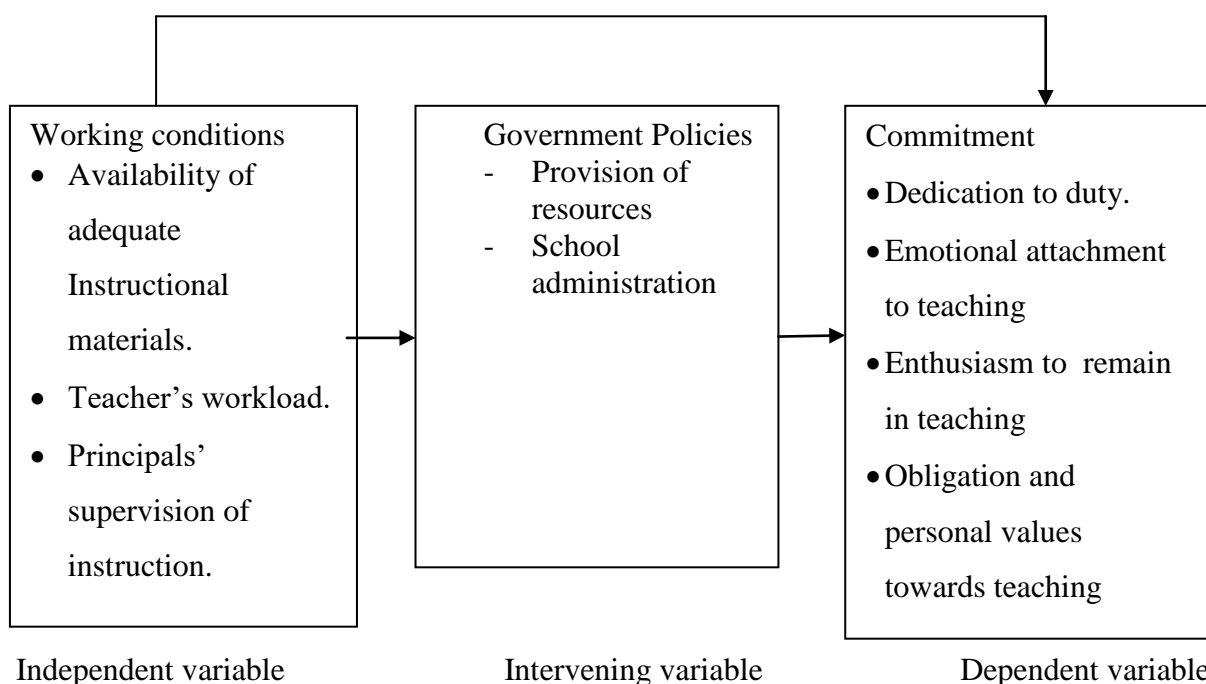 Working conditions
• Availability of
adequate
Instructional
materials.
• Teacher’s workload.
• Principals’
supervision of
instruction.
Government Policies
- Provision of
resources
- School
administration
Commitment
• Dedication to duty.
• Emotional attachment
to teaching
• Enthusiasm to remain
in teaching
• Obligation and
personal values
towards teaching
Independent variable
Intervening variable
Dependent variable